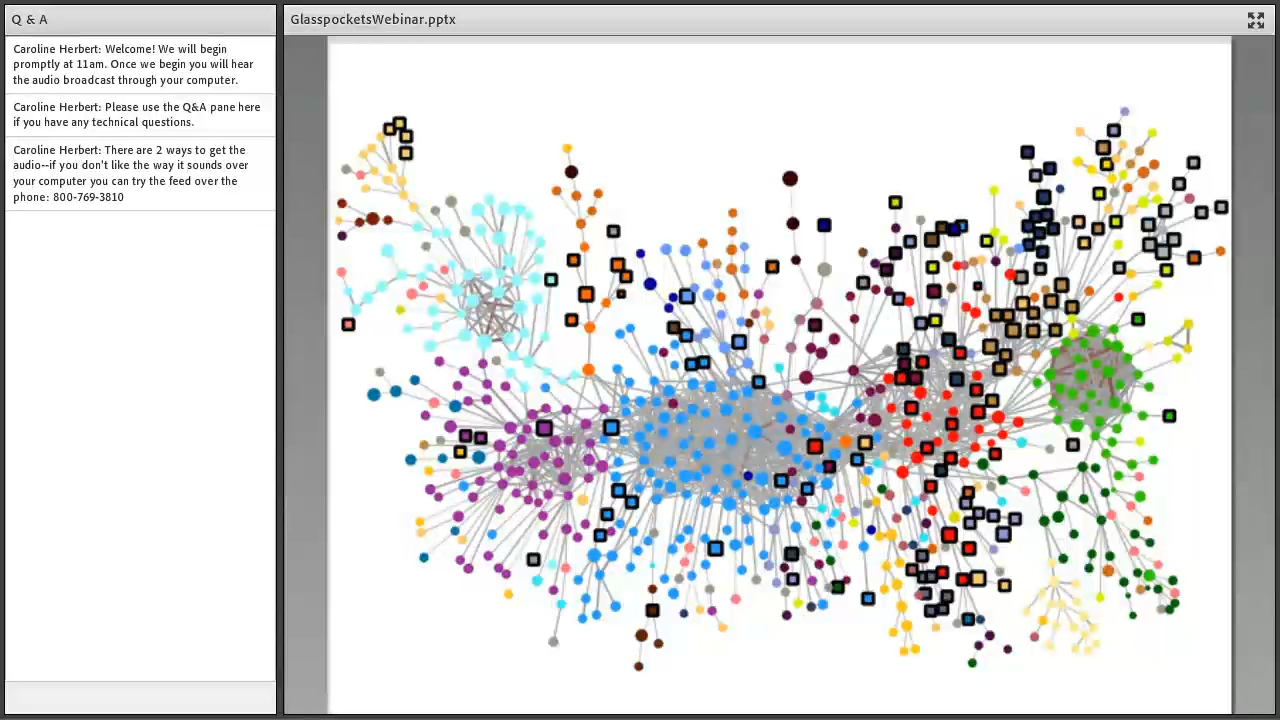 Q & A
Caroline Herbert: Welcome! We will begin
promptly at 11am. Once we begin you will hear
the audio broadcast through your computer.
Caroline Herbert: Please use the Q&A pane here
if you have any technical questions.
Caroline Herbert: There are 2 ways to get the
audio--if you don't like the way it sounds over
your computer you can try the feed over the
phone: 800-769-3810
GlasspocketsWebinar.pptx